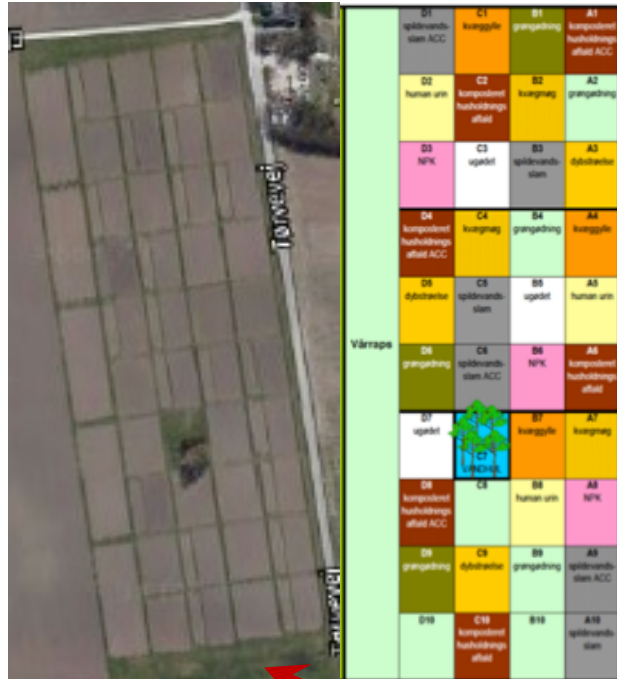 Tørvevej
Vårraps
D1
spildevands-
slam ACC
C1
kvæggylle
B1
grøngødning
A1
komposteret
husholdnings
affald ACC
D2
human urin
C2
komposteret
husholdnings
affald
B2
kvægmøg
A2
grøngødning
D3
NPK
C3
ugødet
B3
spildevands-
slam
A3
dybstrøelse
D4
komposteret
husholdnings
affald ACC
C4
kvægmøg
B4
grøngødning
A4
kvæggylle
D5
dybstrøelse
C5
spildevands-
slam
B5
ugødet
A5
human urin
D6
grøngødning
C6
spildevands-
slam ACC
B6
NPK
A6
komposteret
husholdnings
affald
D7
ugødet
C7
VANDHUL
B7
kvæggylle
A7
kvægmøg
D8
komposteret
husholdnings
affald ACC
C8
B8
human urin
A8
NPK
D9
grøngødning
C9
dybstrøelse
B9
grøngødning
A9
spildevands-
slam ACC
D10
C10
komposteret
husholdnings
affald
B10
A10
spildevands-
slam